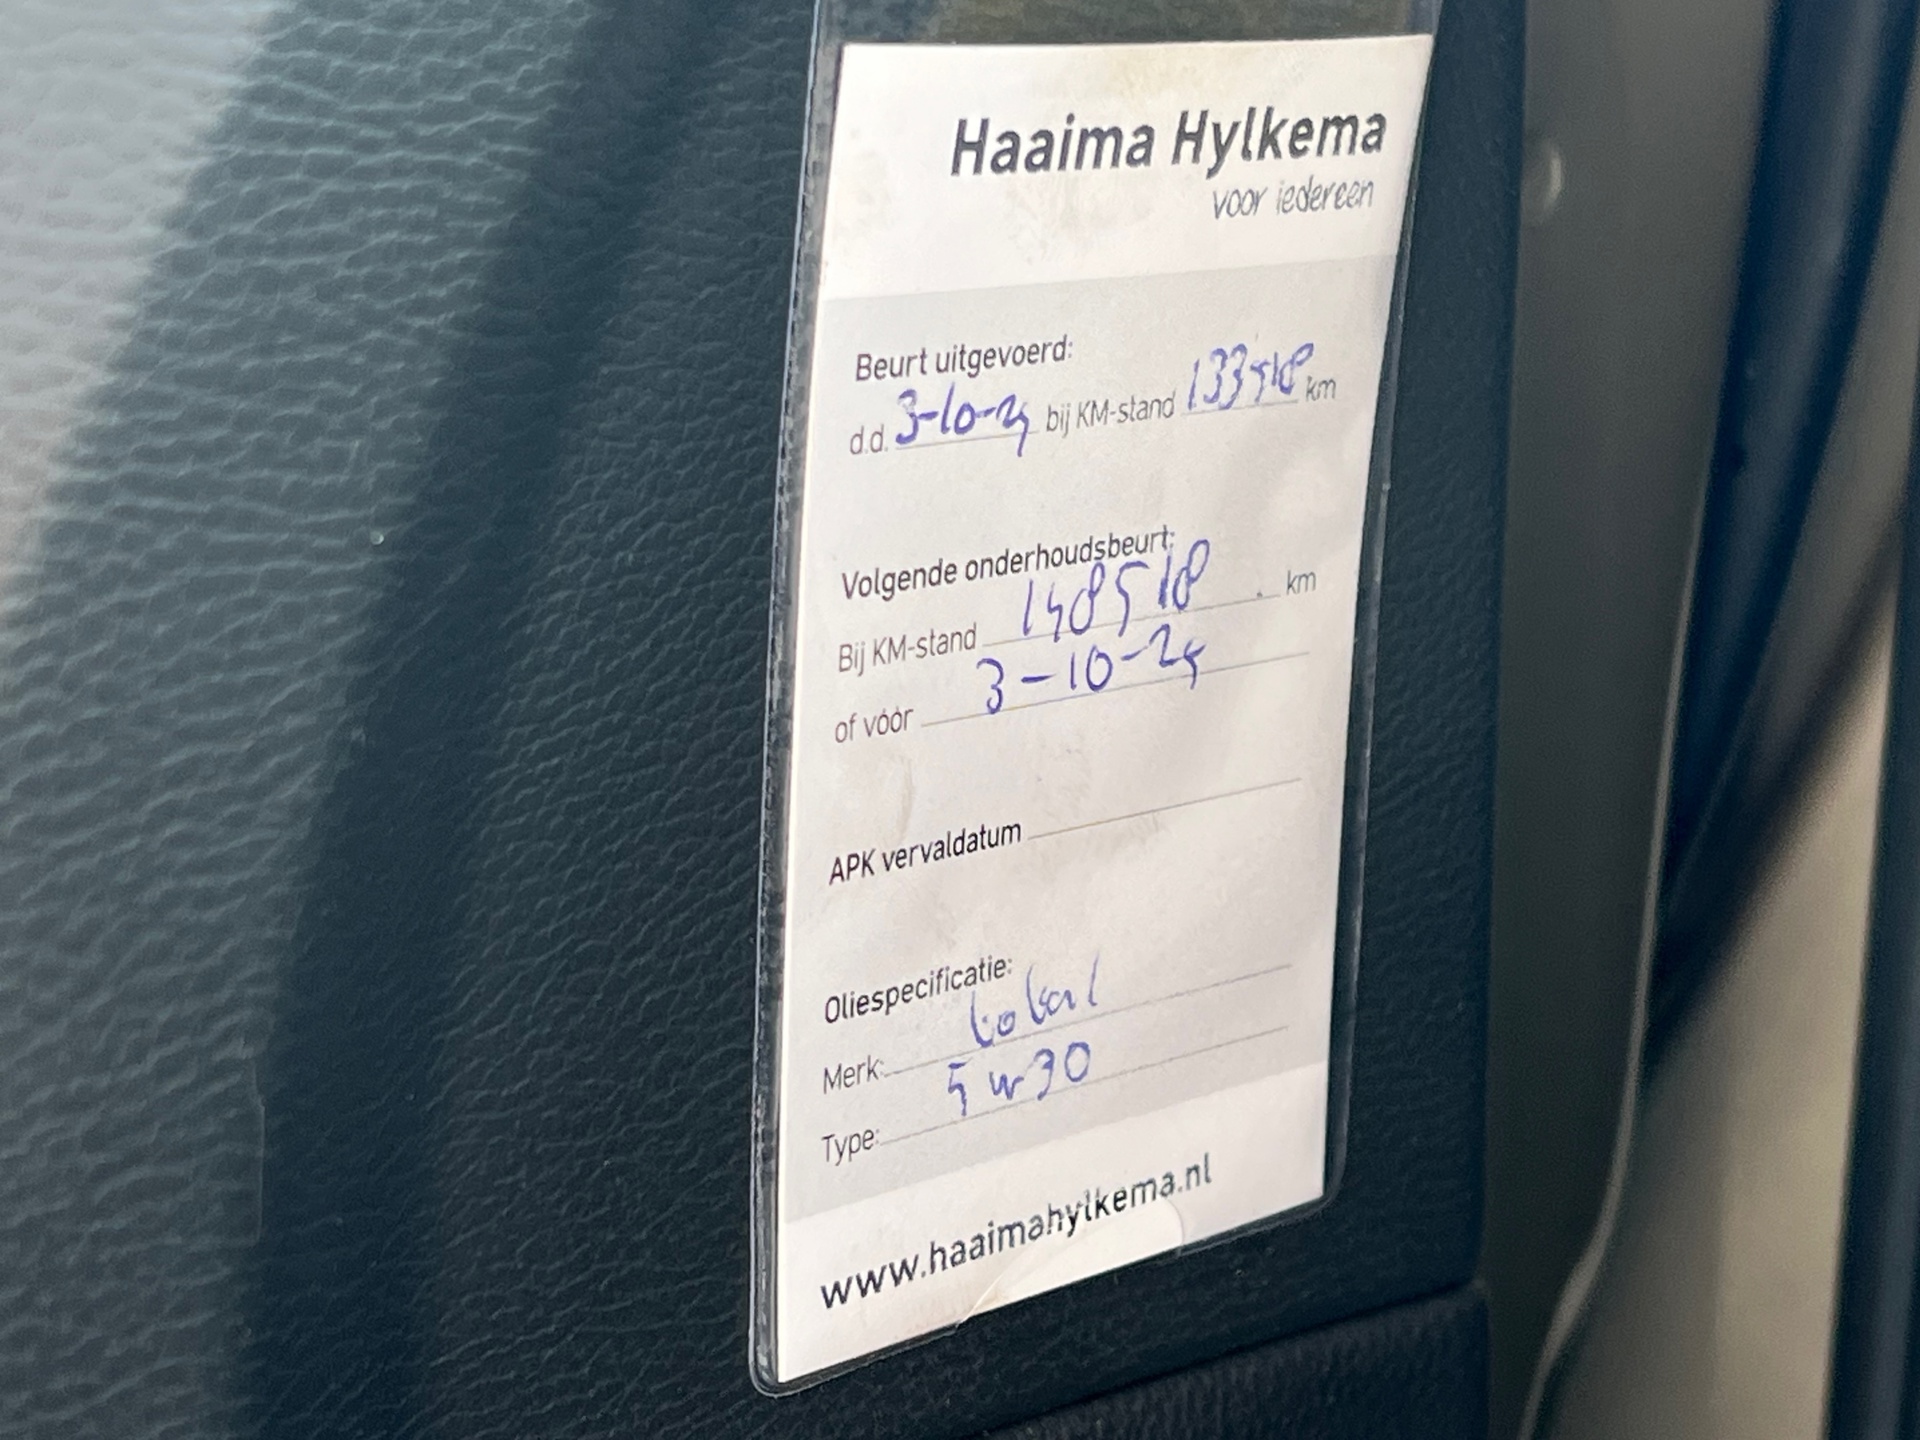 Haaima Hylkema
voor iedereen
Beurt uitgevoerd:
d.d. 3-10-24 bij KM-stand 133518 km
Volgende onderhoudsbeurt:
Bij KM-stand 148518 km
of vóór 3-10-25
APK vervaldatum
Oliespecificatie:
Merk: total
Type: 5w30
www.haaimahylkema.nl